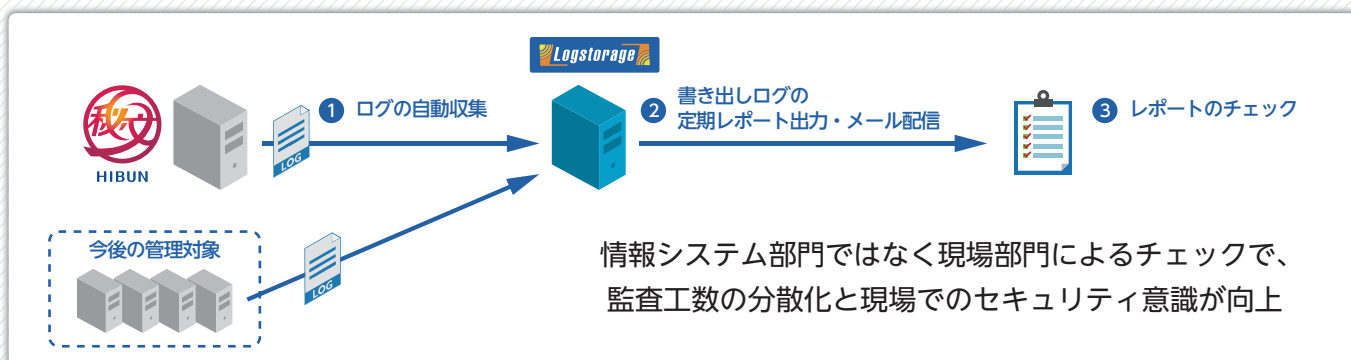 Logstorage
秘文
HIBUN
LOG
1 ログの自動収集
2 書き出しログの
定期レポート出力・メール配信
3 レポートのチェック
今後の管理対象
LOG
情報システム部門ではなく現場部門によるチェックで、
監査工数の分散化と現場でのセキュリティ意識が向上